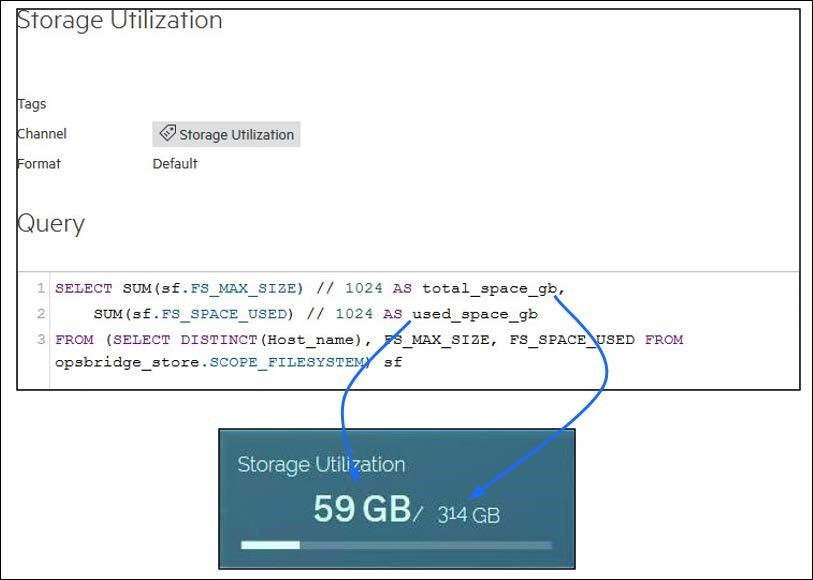 Storage Utilization
Tags
Channel Storage Utilization
Format Default
Query
1 SELECT SUM(sf.FS_MAX_SIZE) // 1024 AS total_space_gb,
2 SUM(sf.FS_SPACE_USED) // 1024 AS used_space_gb
3 FROM (SELECT DISTINCT(Host_name), FS_MAX_SIZE, FS_SPACE_USED FROM
opsbridge_store.SCOPE_FILESYSTEM) sf
Storage Utilization
59 GB/ 314 GB